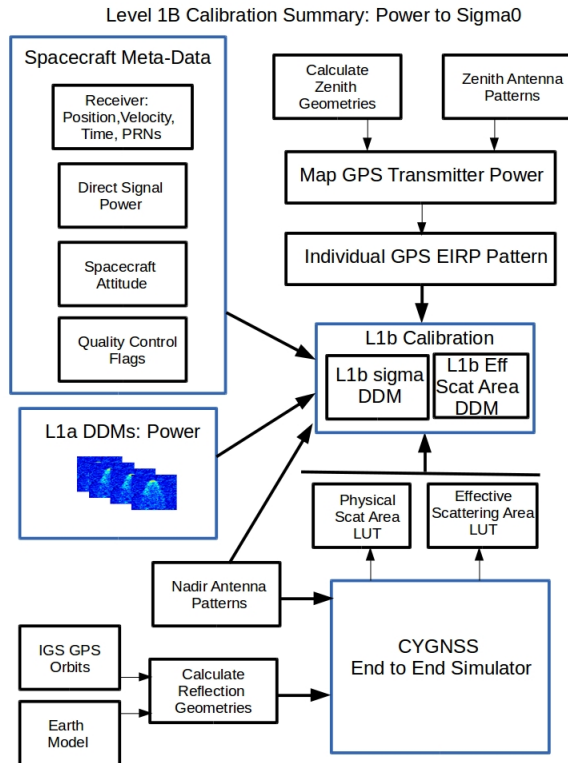 Level 1B Calibration Summary: Power to Sigma0
Spacecraft Meta-Data
Receiver:
Position,Velocity,
Time, PRNs
Direct Signal
Power
Spacecraft
Attitude
Quality Control
Flags
Calculate
Zenith
Geometries
Zenith Antenna
Patterns
Map GPS Transmitter Power
Individual GPS EIRP Pattern
L1b Calibration
L1b sigma
DDM
L1b Eff
Scat Area
DDM
L1a DDMs: Power
Physical
Scat Area
LUT
Effective
Scattering Area
LUT
Nadir Antenna
Patterns
IGS GPS
Orbits
Earth
Model
Calculate
Reflection
Geometries
CYGNSS
End to End Simulator